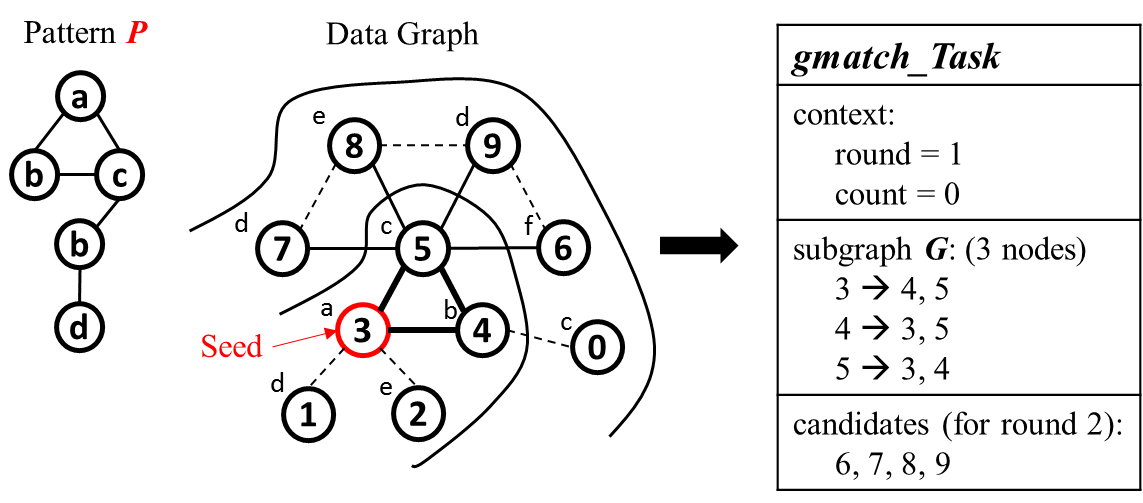 Pattern P
a
b
c
b
d
Data Graph
e
8
d
9
d
7
c
5
f
6
a
3
b
4
c
0
Seed
d
1
e
2
gmatch_Task
context:
round = 1
count = 0
subgraph G: (3 nodes)
3 → 4, 5
4 → 3, 5
5 → 3, 4
candidates (for round 2):
6, 7, 8, 9